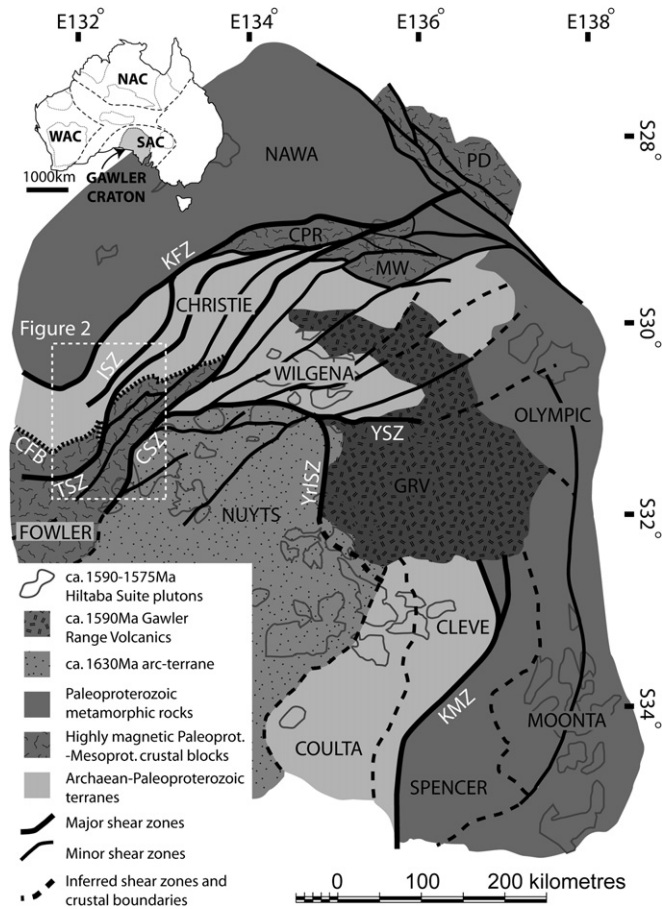 E132°
E134°
E136°
E138°
NAC
WAC
SAC
1000km
GAWLER
CRATON
S28°
NAWA
PD
CPR
KFZ
MW
CHRISTIE
Figure 2
S30°
ISZ
WILGENA
OLYMPIC
CFB
CSZ
YSZ
TSZ
YrISZ
GRV
NUYTS
S32°
FOWLER
ca.1590-1575Ma
Hiltaba Suite plutons
ca.1590Ma Gawler
Range Volcanics
ca.1630Ma arc-terrane
Paleoproterozoic
metamorphic rocks
Highly magnetic Paleoprot.
-Mesoprot. crustal blocks
Archaean-Paleoproterozoic
terranes
Major shear zones
Minor shear zones
Inferred shear zones and
crustal boundaries
CLEVE
KMZ
S34°
MOONTA
COULTA
SPENCER
0 100 200 kilometres